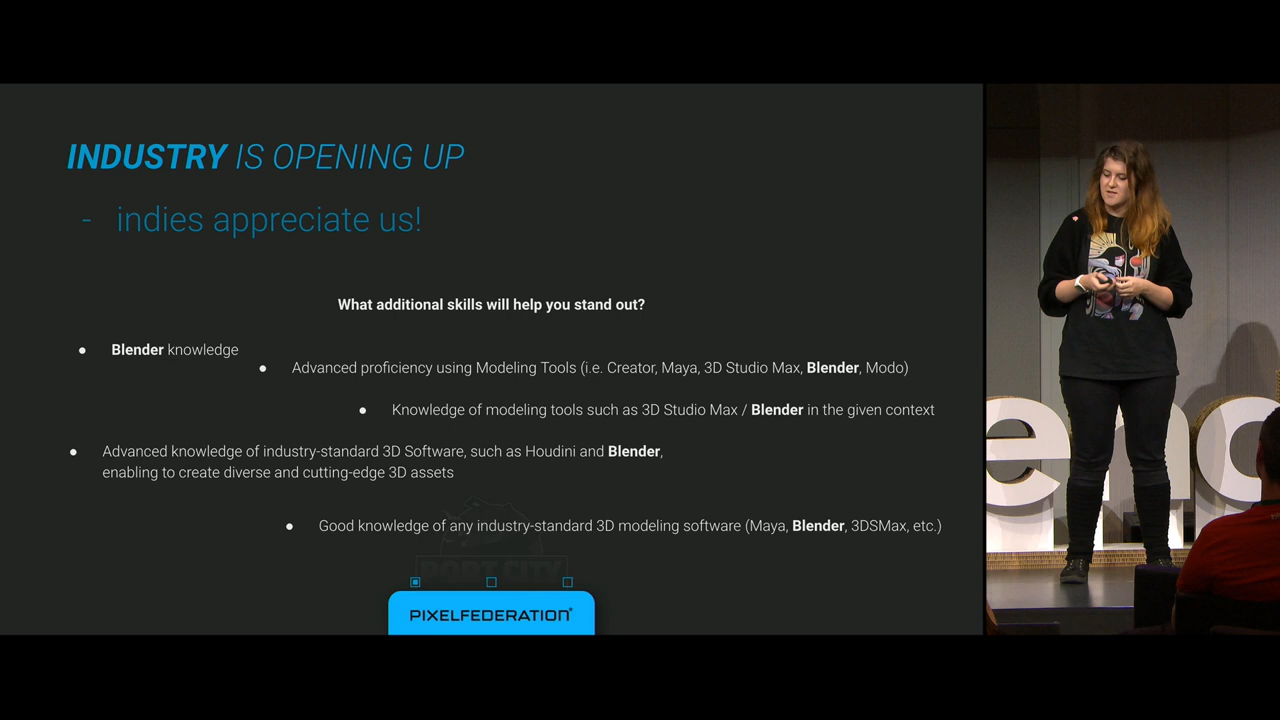 INDUSTRY IS OPENING UP
- indies appreciate us!
What additional skills will help you stand out?
● Blender knowledge
● Advanced proficiency using Modeling Tools (i.e. Creator, Maya, 3D Studio Max, Blender, Modo)
● Knowledge of modeling tools such as 3D Studio Max / Blender in the given context
● Advanced knowledge of industry-standard 3D Software, such as Houdini and Blender,
enabling to create diverse and cutting-edge 3D assets
● Good knowledge of any industry-standard 3D modeling software (Maya, Blender, 3DSMax, etc.)
PORT CITY
PIXELFEDERATION®
end